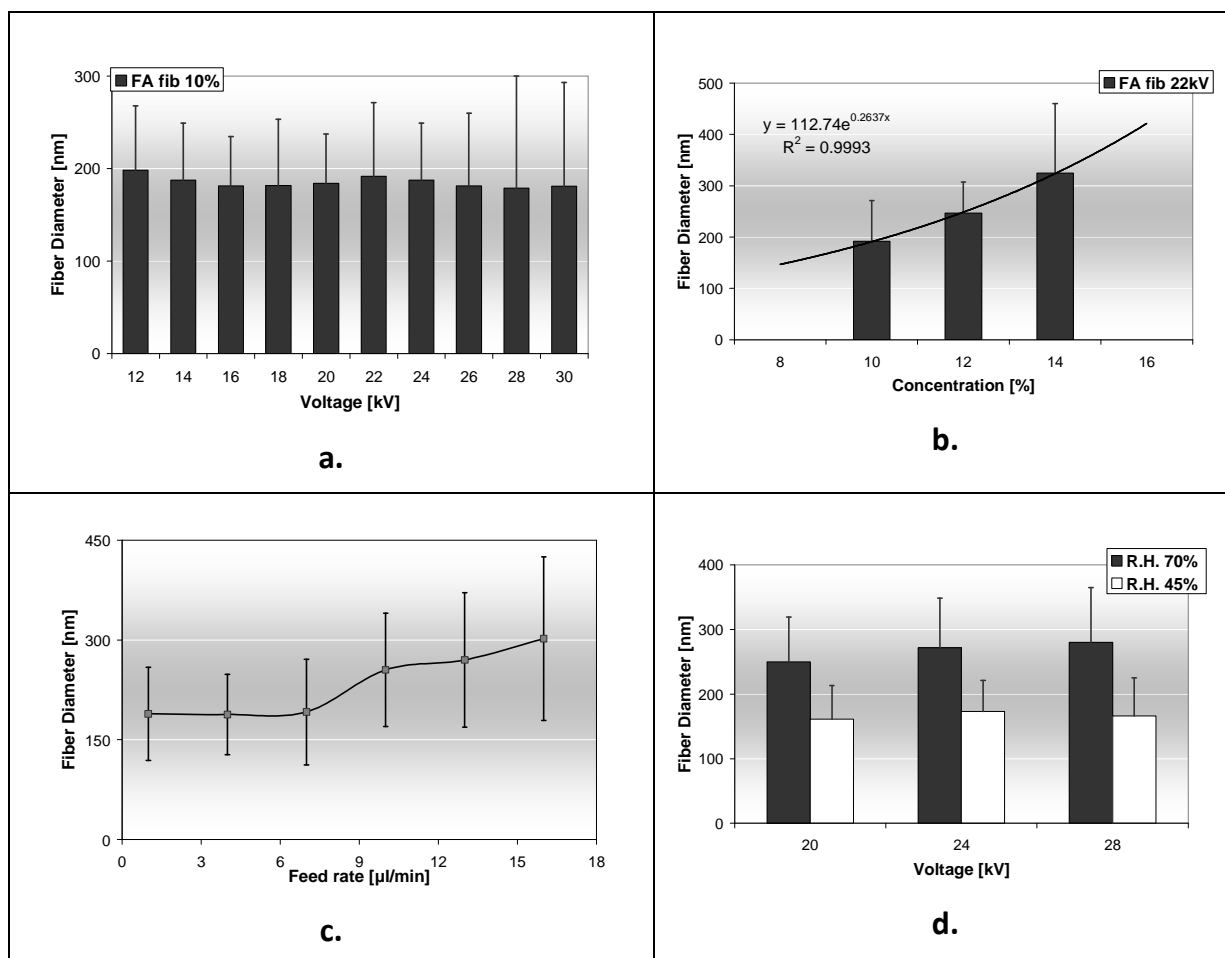 FA fib 10%
300
200
100
0
Fiber Diameter [nm]
12 14 16 18 20 22 24 26 28 30
Voltage [kV]
a.
FA fib 22kV
y = 112.74e^0.2637x
R^2 = 0.9993
500
400
300
200
100
0
Fiber Diameter [nm]
8 10 12 14 16
Concentration [%]
b.
450
300
150
0
Fiber Diameter [nm]
0 3 6 9 12 15 18
Feed rate [µl/min]
c.
R.H. 70%
R.H. 45%
400
300
200
100
0
Fiber Diameter [nm]
20 24 28
Voltage [kV]
d.